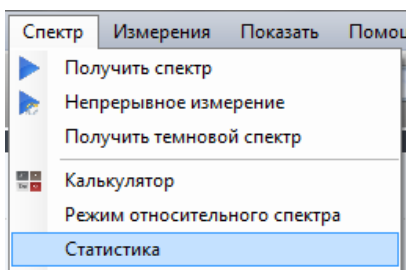 Спектр Измерения Показать
Получить спектр
Непрерывное измерение
Получить темновой спектр
Калькулятор
Режим относительного спектра
Статистика